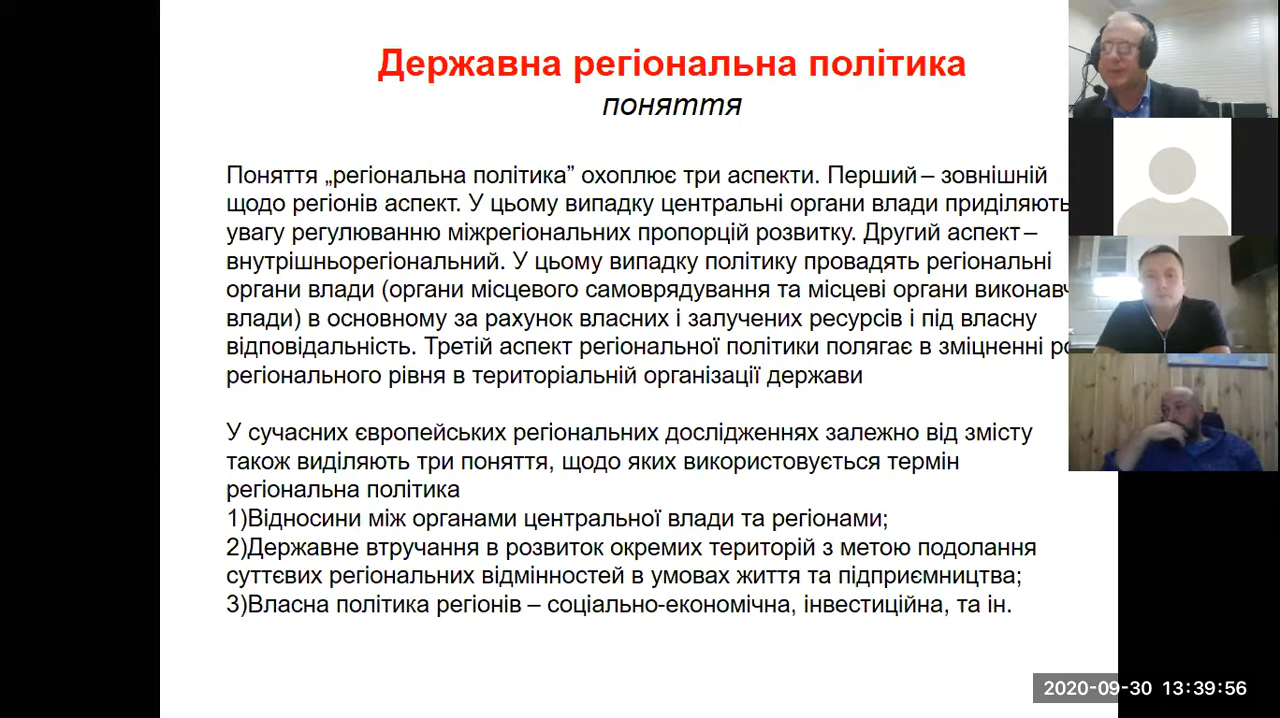 Державна регіональна політика
поняття
Поняття „регіональна політика” охоплює три аспекти. Перший – зовнішній
щодо регіонів аспект. У цьому випадку центральні органи влади приділяють
увагу регулюванню міжрегіональних пропорцій розвитку. Другий аспект –
внутрішньорегіональний. У цьому випадку політику провадять регіональні
органи влади (органи місцевого самоврядування та місцеві органи
влади) в основному за рахунок власних і залучених ресурсів і під власну
відповідальність. Третій аспект регіональної політики полягає в зміцненні
регіонального рівня в територіальній організації держави
У сучасних європейських регіональних дослідженнях залежно від змісту
також виділяють три поняття, щодо яких використовується термін
регіональна політика
1)Відносини між органами центральної влади та регіонами;
2)Державне втручання в розвиток окремих територій з метою подолання
суттєвих регіональних відмінностей в умовах життя та підприємництва;
3)Власна політика регіонів – соціально-економічна, інвестиційна, та ін.
2020-09-30 13:39:56